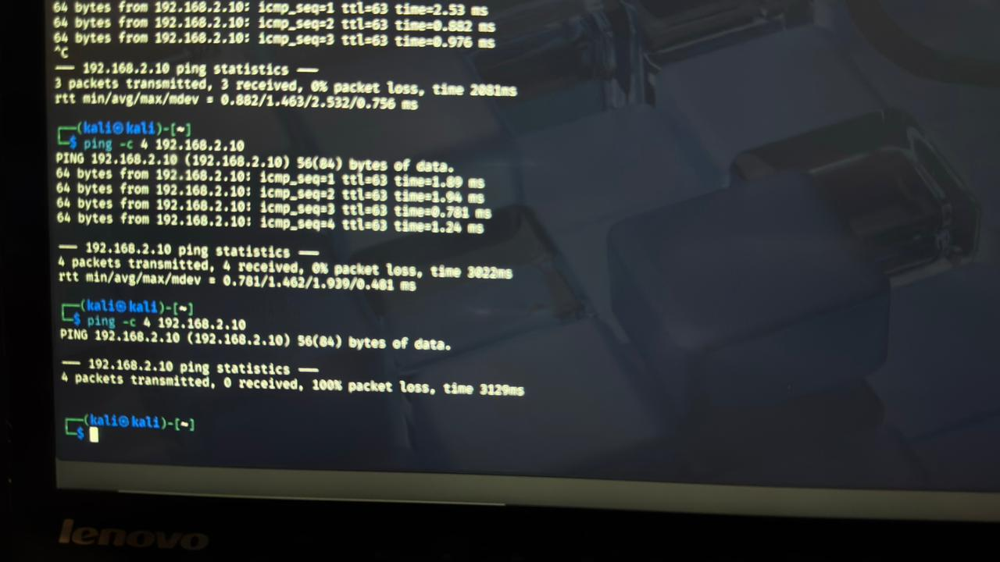 64 bytes from 192.168.2.10: icmp_seq=1 ttl=63 time=2.53 ms
64 bytes from 192.168.2.10: icmp_seq=2 ttl=63 time=0.882 ms
64 bytes from 192.168.2.10: icmp_seq=3 ttl=63 time=0.976 ms
^C
—— 192.168.2.10 ping statistics ——
3 packets transmitted, 3 received, 0% packet loss, time 2081ms
rtt min/avg/max/mdev = 0.882/1.463/2.532/0.756 ms
┌──(kali㉿kali)-[~]
└─$ ping -c 4 192.168.2.10
PING 192.168.2.10 (192.168.2.10) 56(84) bytes of data.
64 bytes from 192.168.2.10: icmp_seq=1 ttl=63 time=1.89 ms
64 bytes from 192.168.2.10: icmp_seq=2 ttl=63 time=1.94 ms
64 bytes from 192.168.2.10: icmp_seq=3 ttl=63 time=0.781 ms
64 bytes from 192.168.2.10: icmp_seq=4 ttl=63 time=1.24 ms
—— 192.168.2.10 ping statistics ——
4 packets transmitted, 4 received, 0% packet loss, time 3022ms
rtt min/avg/max/mdev = 0.781/1.462/1.939/0.481 ms
┌──(kali㉿kali)-[~]
└─$ ping -c 4 192.168.2.10
PING 192.168.2.10 (192.168.2.10) 56(84) bytes of data.
—— 192.168.2.10 ping statistics ——
4 packets transmitted, 0 received, 100% packet loss, time 3129ms
┌──(kali㉿kali)-[~]
└─$
lenovo